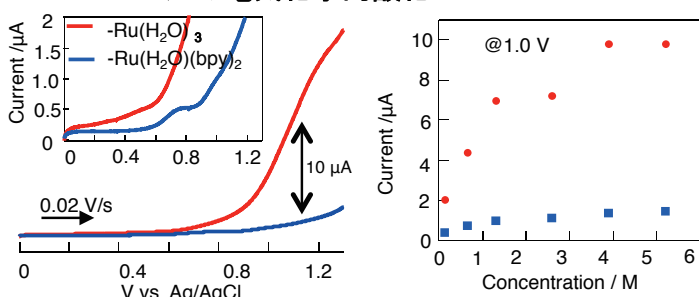 2
1.5
1.0
0.5
0
Current /µA
-Ru(H₂O) ₃
-Ru(H₂O)(bpy)₂
0 0.4 0.8 1.2
0.02 V/s
10 µA
0 0.4 0.8 1.2
V vs. Ag/AgCl
10
8
6
4
2
0
Current /µA
@1.0 V
0 1 2 3 4 5 6
Concentration / M